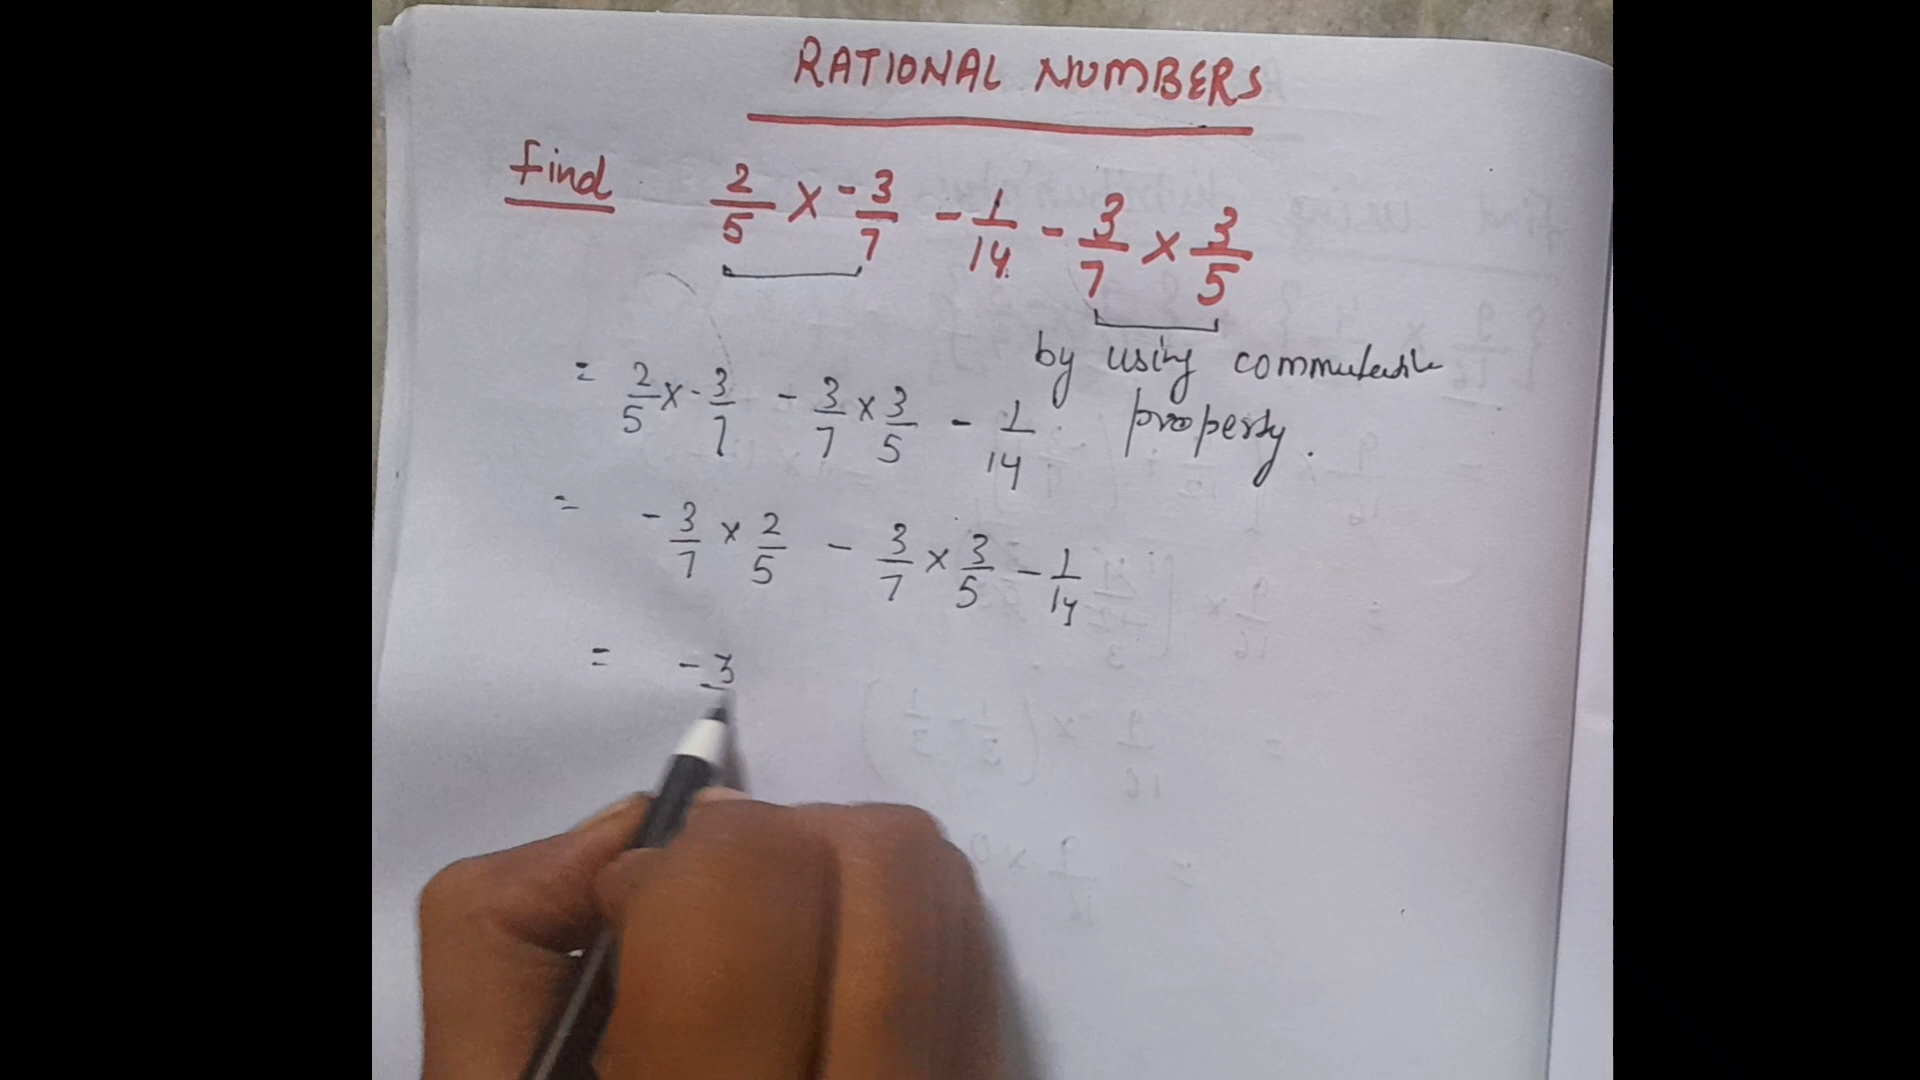 RATIONAL NUMBERS
find 2/5 × -3/7 - 1/14 - 3/7 × 3/5
by using commutative
= 2/5 × -3/7 - 3/7 × 3/5 - 1/14 property.
= -3/7 × 2/5 - 3/7 × 3/5 - 1/14
= -3